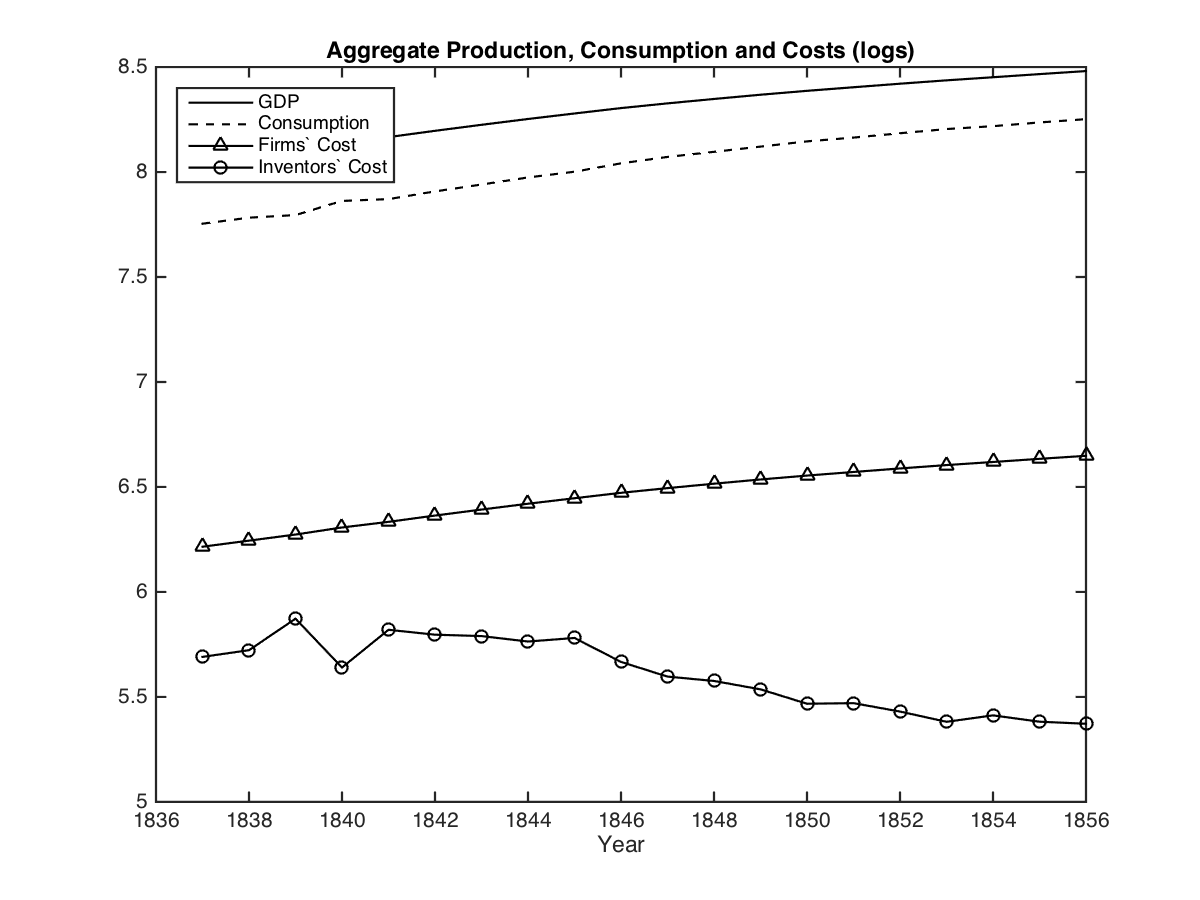 Aggregate Production, Consumption and Costs (logs)
8.5
GDP
Consumption
Firms` Cost
Inventors` Cost
8
7.5
7
6.5
6
5.5
5
1836 1838 1840 1842 1844 1846 1848 1850 1852 1854 1856
Year